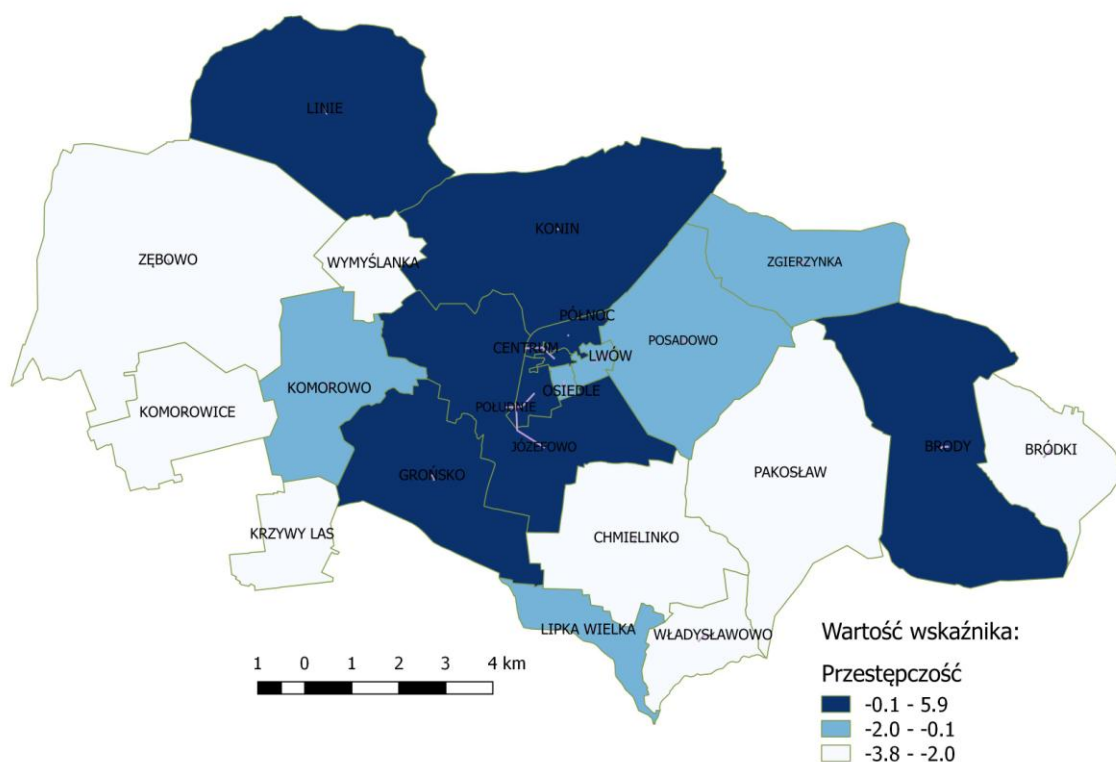 LINIE
KONIN
ZĘBOWO
WYMYŚLANKA
ZGIERZYNKA
PÓŁNOC
POSADOWO
CENTRUM
LWÓW
KOMOROWO
OSIEDLE
KOMOROWICE
POŁUDNIE
JÓZEFOWO
BRODY
BRÓDKI
GROŃSKO
PAKOSŁAW
KRZYWY LAS
CHMIELINKO
LIPKA WIELKA
WŁADYSŁAWOWO
Wartość wskaźnika:
1 0 1 2 3 4 km
Przestępczość
-0.1 - 5.9
-2.0 - -0.1
-3.8 - -2.0